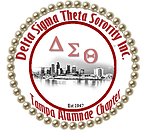 Delta Sigma Theta Sorority Inc.
ΔΣΘ
Est 1947
Tampa Alumnae Chapter